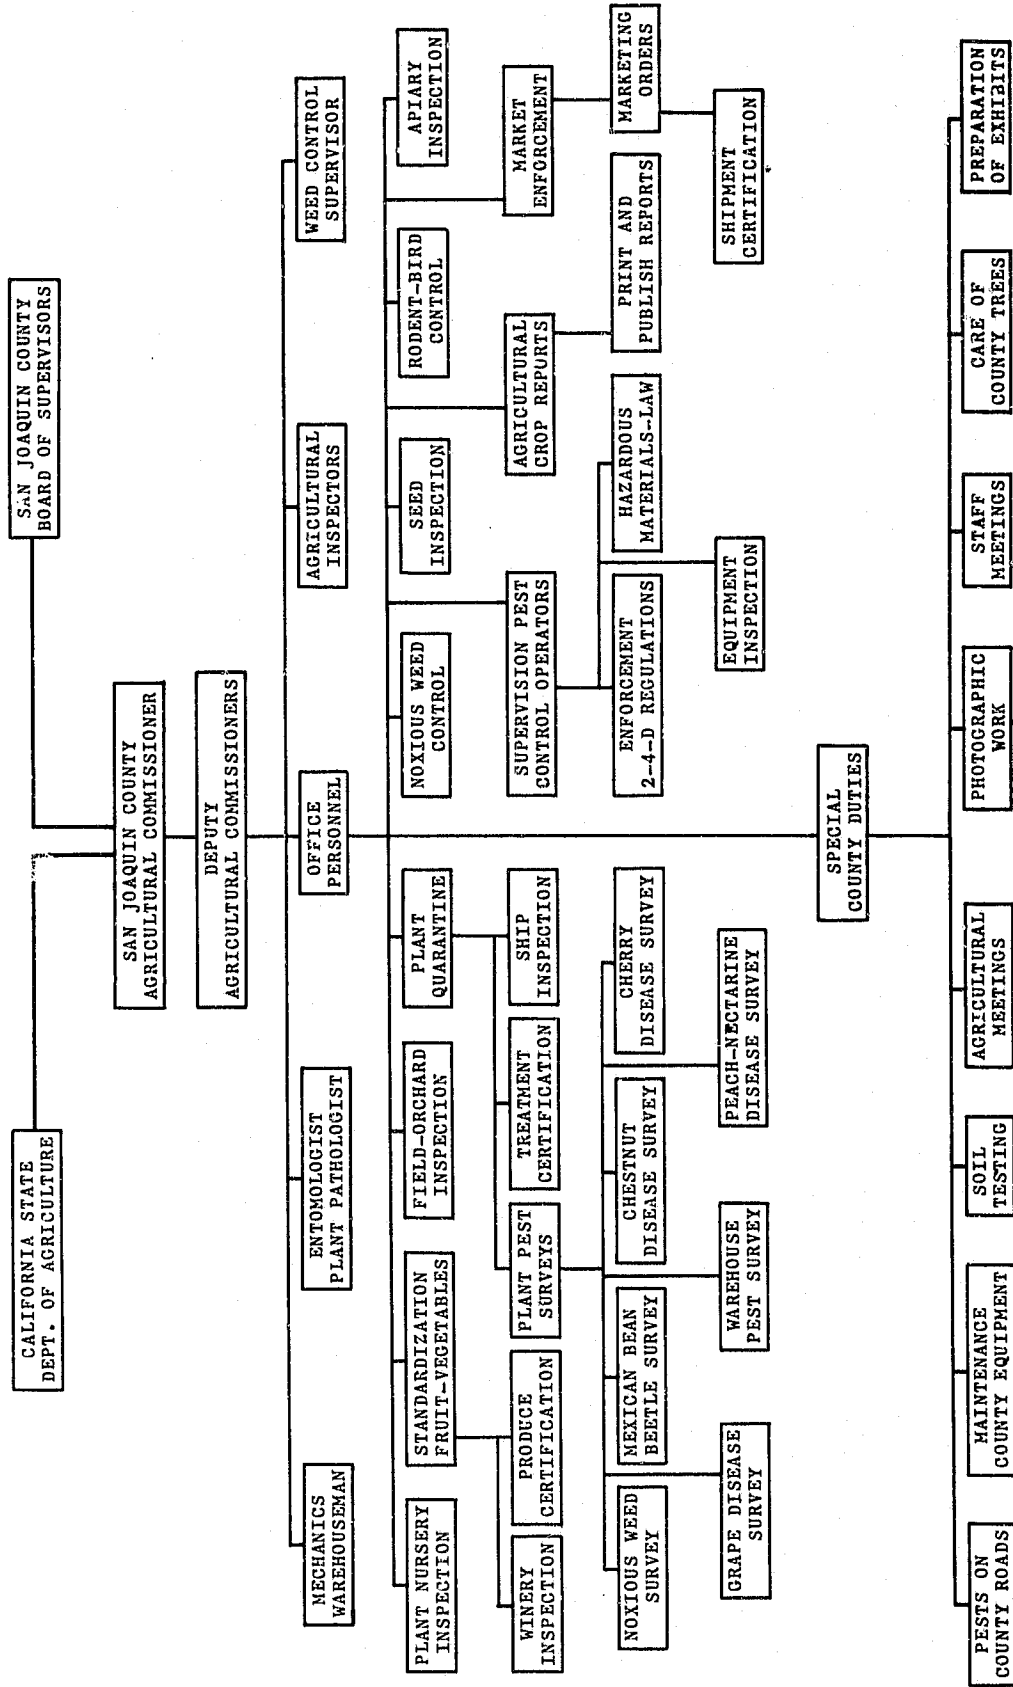 CALIFORNIA STATE
DEPT. OF AGRICULTURE
SAN JOAQUIN COUNTY
BOARD OF SUPERVISORS
SAN JOAQUIN COUNTY
AGRICULTURAL COMMISSIONER
DEPUTY
AGRICULTURAL COMMISSIONERS
MECHANICS
WAREHOUSEMAN
ENTOMOLOGIST
PLANT PATHOLOGIST
OFFICE
PERSONNEL
AGRICULTURAL
INSPECTORS
WEED CONTROL
SUPERVISOR
PLANT NURSERY
INSPECTION
STANDARDIZATION
FRUIT-VEGETABLES
FIELD-ORCHARD
INSPECTION
PLANT
QUARANTINE
NOXIOUS WEED
CONTROL
SEED
INSPECTION
RODENT-BIRD
CONTROL
APIARY
INSPECTION
WINERY
INSPECTION
PRODUCE
CERTIFICATION
PLANT PEST
SURVEYS
TREATMENT
CERTIFICATION
SHIP
INSPECTION
SUPERVISION PEST
CONTROL OPERATORS
AGRICULTURAL
CROP REPORTS
MARKET
ENFORCEMENT
NOXIOUS WEED
SURVEY
MEXICAN BEAN
BEETLE SURVEY
CHESTNUT
DISEASE SURVEY
CHERRY
DISEASE SURVEY
ENFORCEMENT
2-4-D REGULATIONS
HAZARDOUS
MATERIALS-LAW
PRINT AND
PUBLISH REPORTS
MARKETING
ORDERS
GRAPE DISEASE
SURVEY
WAREHOUSE
PEST SURVEY
PEACH-NECTARINE
DISEASE SURVEY
EQUIPMENT
INSPECTION
SHIPMENT
CERTIFICATION
SPECIAL
COUNTY DUTIES
PESTS ON
COUNTY ROADS
MAINTENANCE
COUNTY EQUIPMENT
SOIL
TESTING
AGRICULTURAL
MEETINGS
PHOTOGRAPHIC
WORK
STAFF
MEETINGS
CARE OF
COUNTY TREES
PREPARATION
OF EXHIBITS